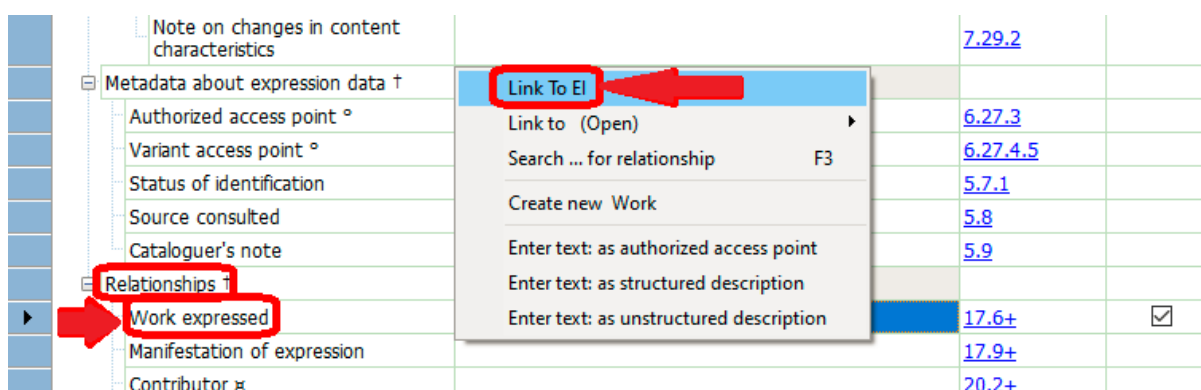 Note on changes in content
characteristics
7.29.2
Metadata about expression data †
Link To EI
Authorized access point °
Link to (Open)
6.27.3
Variant access point °
Search ... for relationship F3
6.27.4.5
Status of identification
5.7.1
Create new Work
Source consulted
5.8
Cataloguer's note
Enter text: as authorized access point
5.9
Relationships †
Enter text: as structured description
Work expressed
Enter text: as unstructured description
17.6+
Manifestation of expression
17.9+
Contributor ¤
20.2+